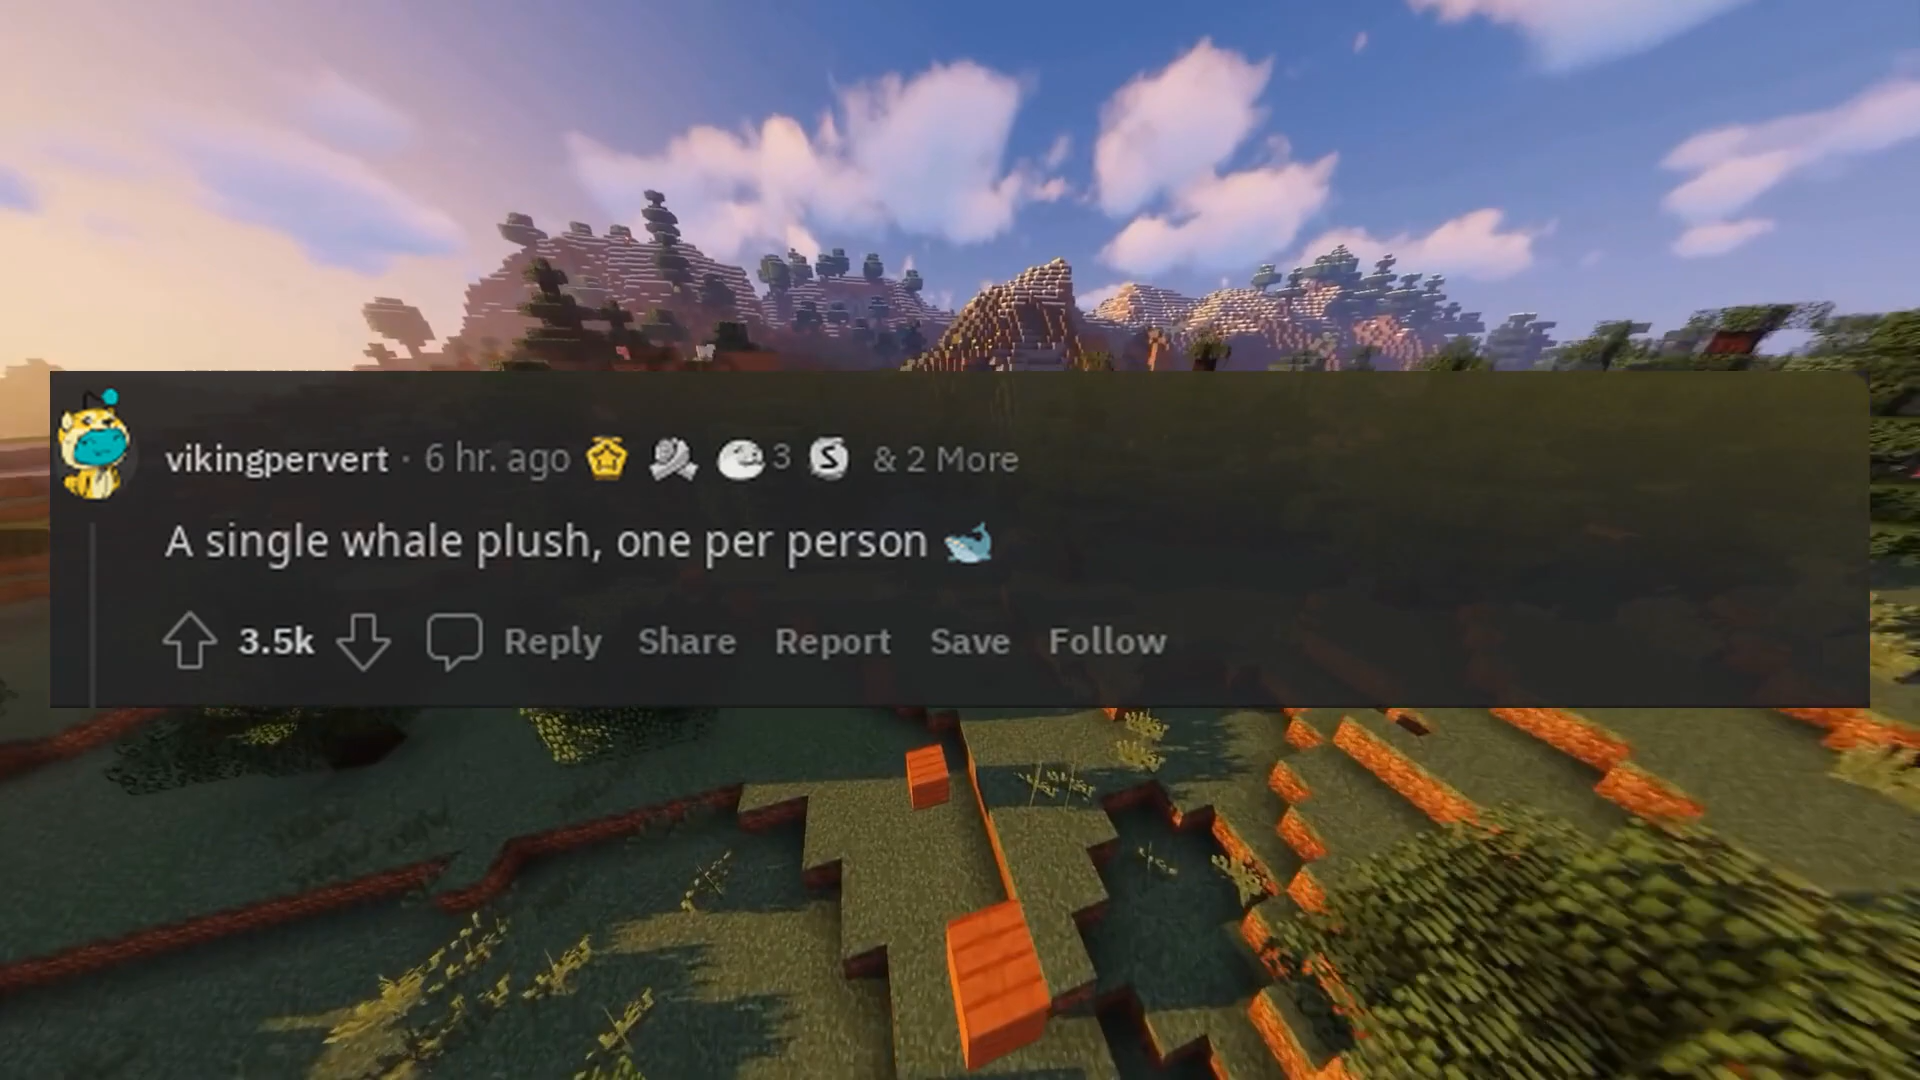 vikingpervert · 6 hr. ago 3 S & 2 More
A single whale plush, one per person 🐳
3.5k Reply Share Report Save Follow